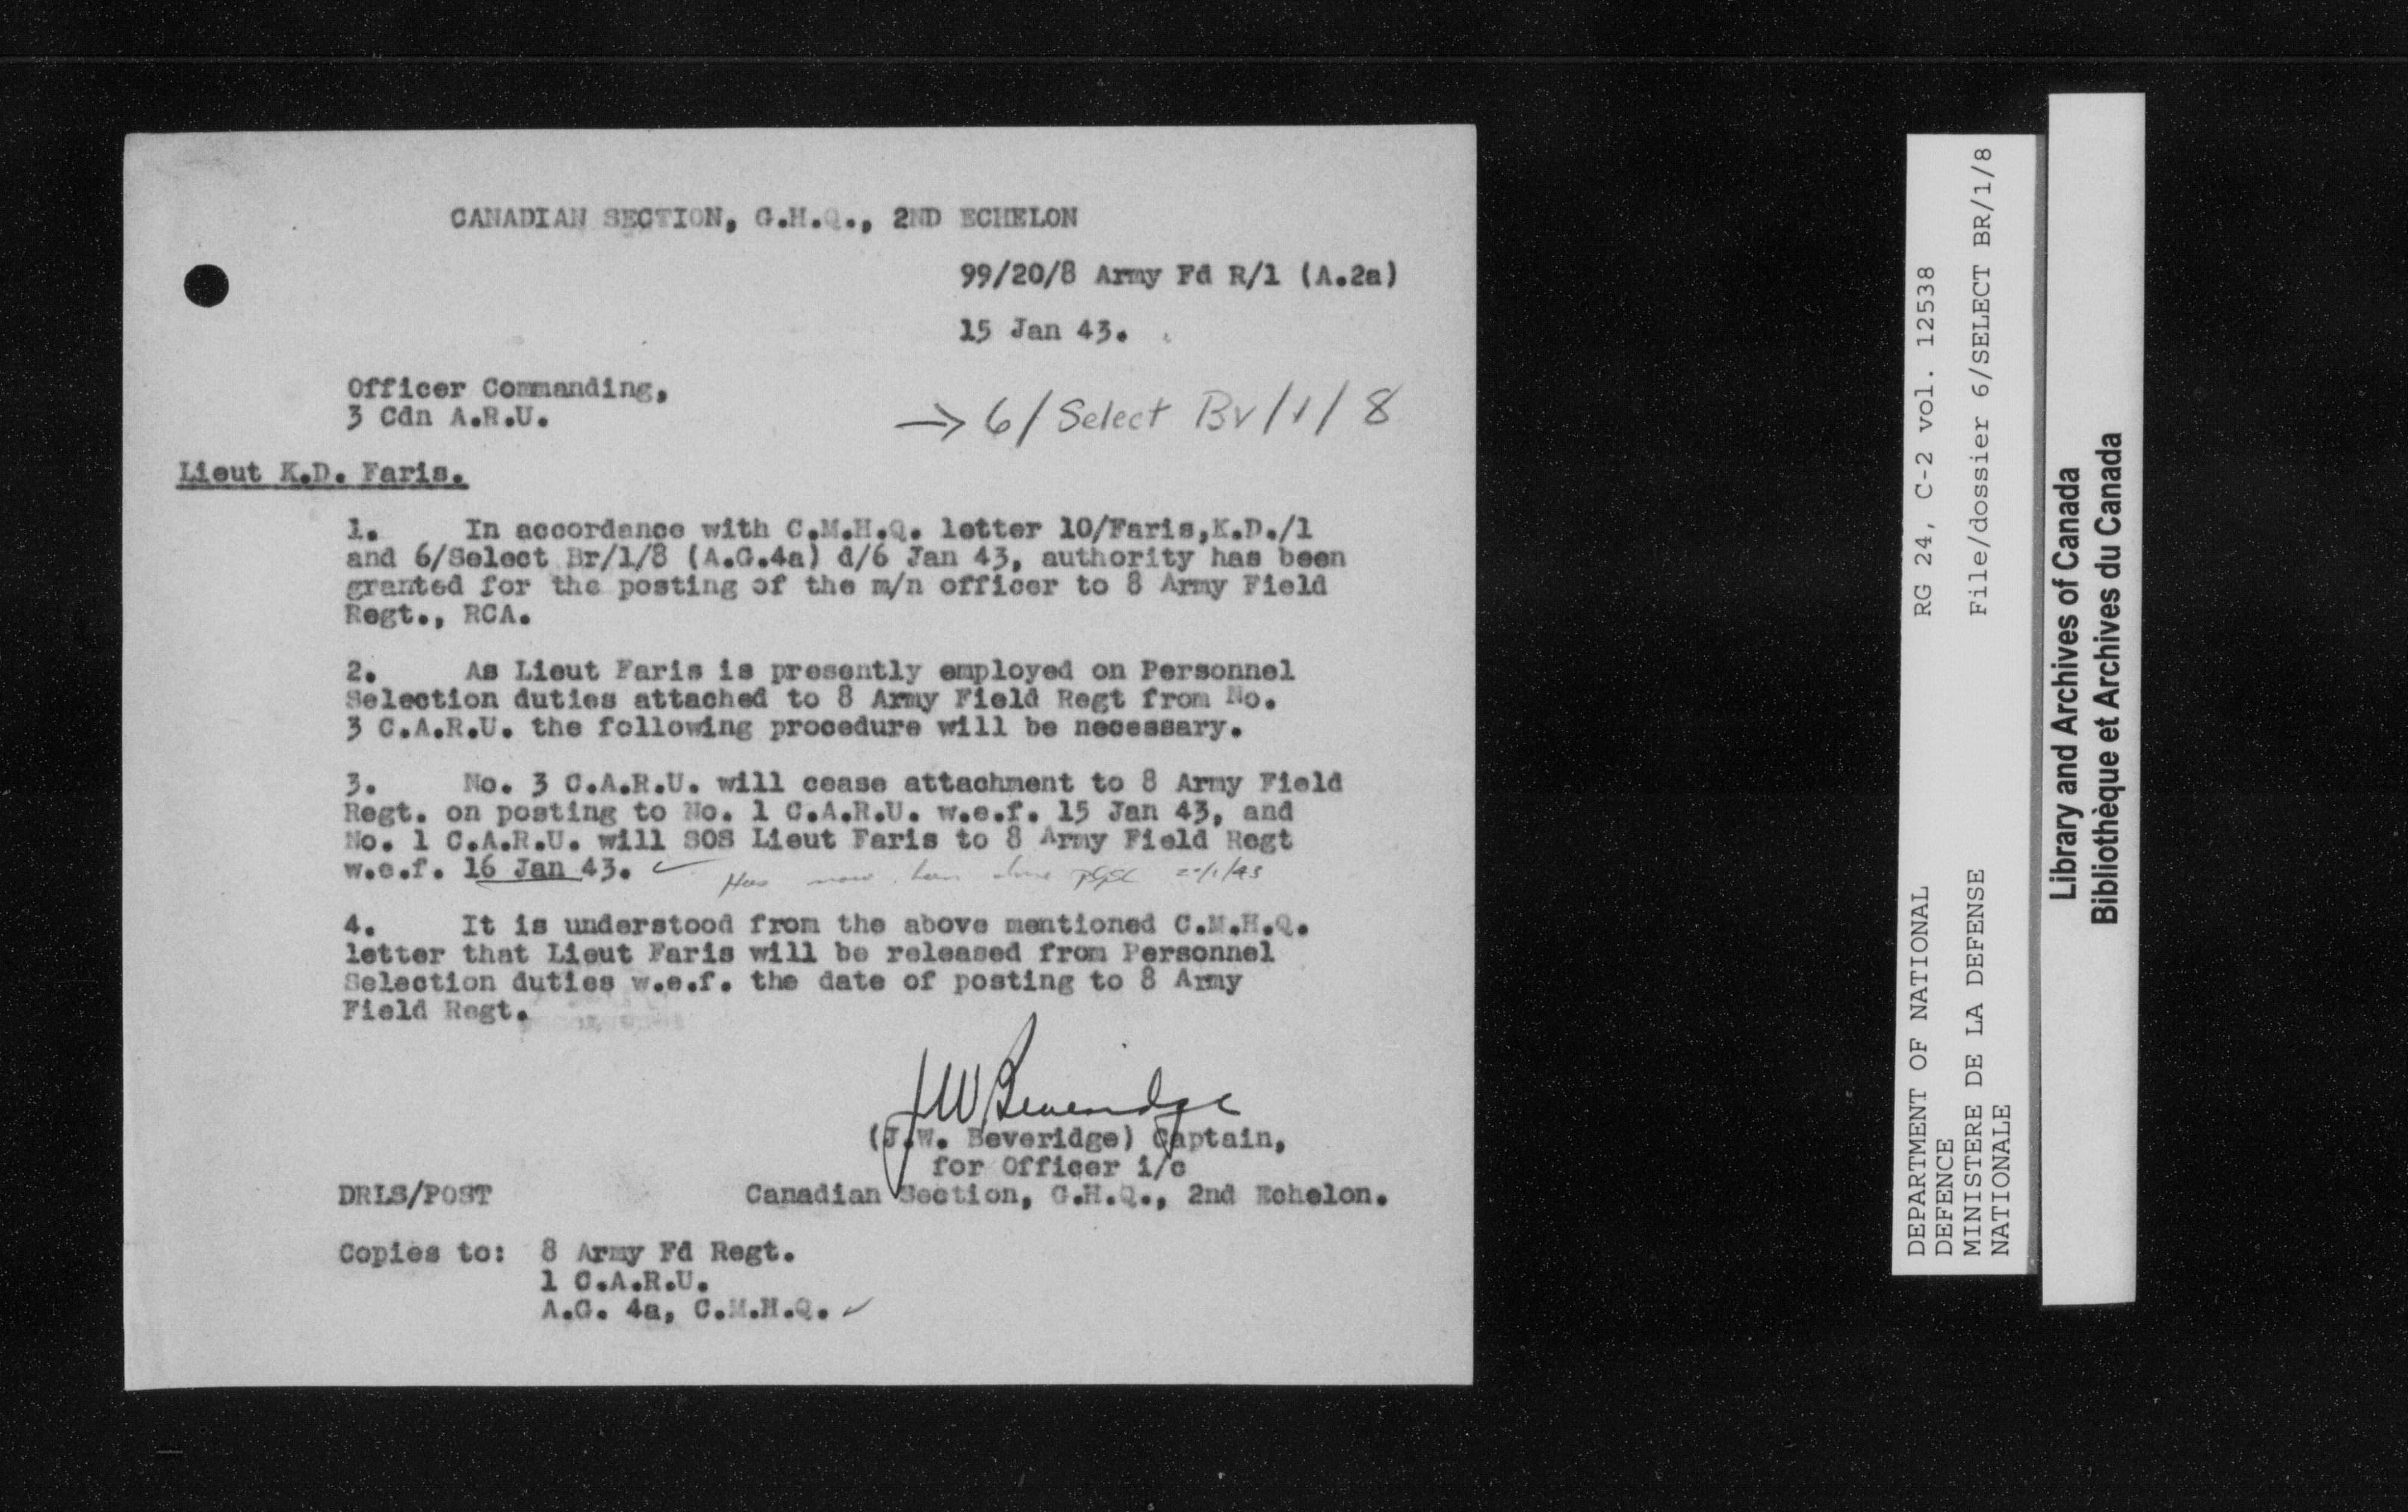 CANADIAN SECTION, G.H.Q., 2ND ECHELON
99/20/8 Army Fd R/1 (A.2a)
15 Jan 43.
Officer Commanding,
3 Cdn A.R.U.
→ 6/Select Br/1/8
Lieut K.D. Faris.
1. In accordance with C.M.H.Q. letter 10/Faris,K.D./1
and 6/Select Br/1/8 (A.G.4a) d/6 Jan 43, authority has been
granted for the posting of the m/n officer to 8 Army Field
Regt., RCA.
2. As Lieut Faris is presently employed on Personnel
Selection duties attached to 8 Army Field Regt from No.
3 C.A.R.U. the following procedure will be necessary.
3. No. 3 C.A.R.U. will cease attachment to 8 Army Field
Regt. on posting to No. 1 C.A.R.U. w.e.f. 15 Jan 43, and
No. 1 C.A.R.U. will SOS Lieut Faris to 8 Army Field Regt
w.e.f. 16 Jan 43. ✓ Has now been done
4. It is understood from the above mentioned C.M.H.Q.
letter that Lieut Faris will be released from Personnel
Selection duties w.e.f. the date of posting to 8 Army
Field Regt.
JWBeveridge
(J.W. Beveridge) Captain,
for Officer i/c
DRLS/POST Canadian Section, G.H.Q., 2nd Echelon.
Copies to: 8 Army Fd Regt.
1 C.A.R.U.
A.G. 4a, C.M.H.Q. ✓
DEPARTMENT OF NATIONAL RG 24, C-2 vol. 12538
DEFENCE
MINISTERE DE LA DEFENSE File/dossier 6/SELECT BR/1/8
NATIONALE
Library and Archives of Canada
Bibliothèque et Archives du Canada